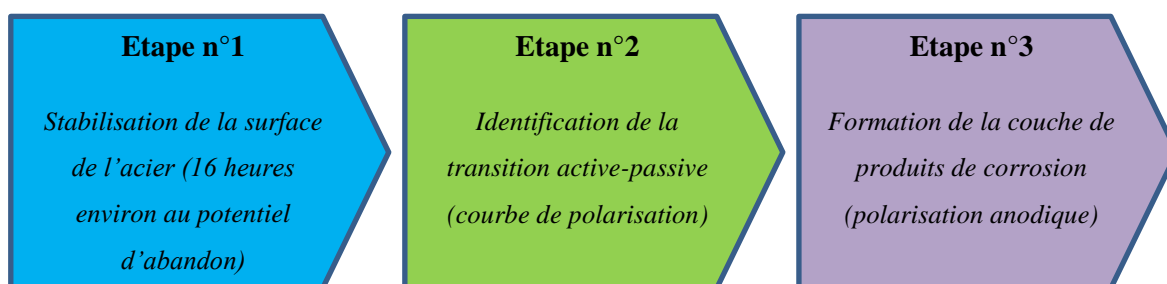 Etape n°1
Stabilisation de la surface
de l'acier (16 heures
environ au potentiel
d'abandon)
Etape n°2
Identification de la
transition active-passive
(courbe de polarisation)
Etape n°3
Formation de la couche de
produits de corrosion
(polarisation anodique)